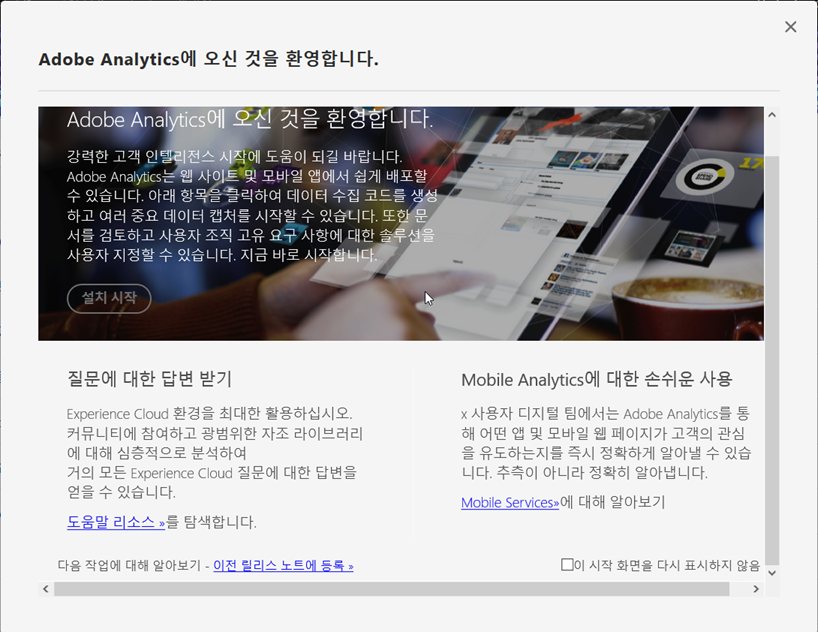 Adobe Analytics에 오신 것을 환영합니다.
Adobe Analytics에 오신 것을 환영합니다.
강력한 고객 인텔리전스 시작에 도움이 되길 바랍니다.
Adobe Analytics는 웹 사이트 및 모바일 앱에서 쉽게 배포할
수 있습니다. 아래 항목을 클릭하여 데이터 수집 코드를 생성
하고 여러 중요 데이터 캡처를 시작할 수 있습니다. 또한 문
서를 검토하고 사용자 조직 고유 요구 사항에 대한 솔루션을
사용자 지정할 수 있습니다. 지금 바로 시작합니다.
설치 시작
질문에 대한 답변 받기
Experience Cloud 환경을 최대한 활용하십시오.
커뮤니티에 참여하고 광범위한 자조 라이브러리
에 대해 심층적으로 분석하여
거의 모든 Experience Cloud 질문에 대한 답변을
얻을 수 있습니다.
도움말 리소스 »를 탐색합니다.
Mobile Analytics에 대한 손쉬운 사용
x 사용자 디지털 팀에서는 Adobe Analytics를 통
해 어떤 앱 및 모바일 웹 페이지가 고객의 관심
을 유도하는지를 즉시 정확하게 알아낼 수 있습
니다. 추측이 아니라 정확히 알아냅니다.
Mobile Services»에 대해 알아보기
다음 작업에 대해 알아보기 - 이전 릴리스 노트에 등록 »
이 시작 화면을 다시 표시하지 않음